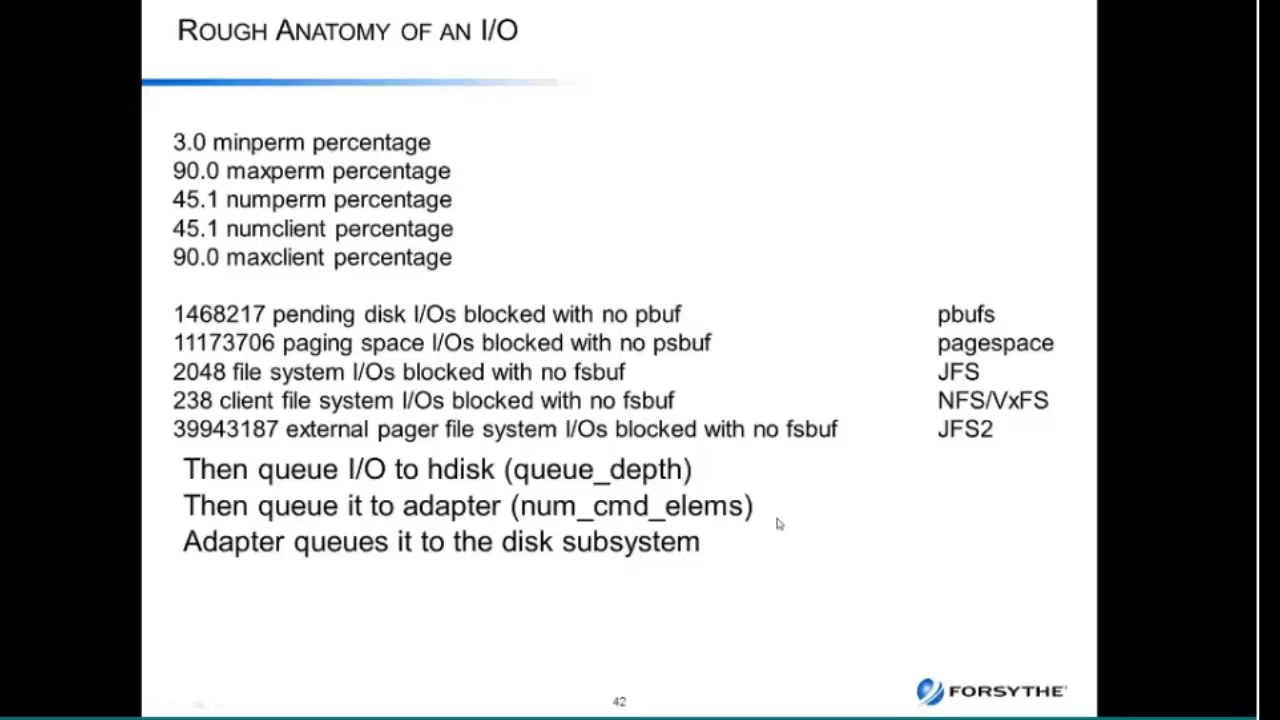 ROUGH ANATOMY OF AN I/O
3.0 minperm percentage
90.0 maxperm percentage
45.1 numperm percentage
45.1 numclient percentage
90.0 maxclient percentage
1468217 pending disk I/Os blocked with no pbuf pbufs
11173706 paging space I/Os blocked with no psbuf pagespace
2048 file system I/Os blocked with no fsbuf JFS
238 client file system I/Os blocked with no fsbuf NFS/VxFS
39943187 external pager file system I/Os blocked with no fsbuf JFS2
Then queue I/O to hdisk (queue_depth)
Then queue it to adapter (num_cmd_elems)
Adapter queues it to the disk subsystem
42
FORSYTHE